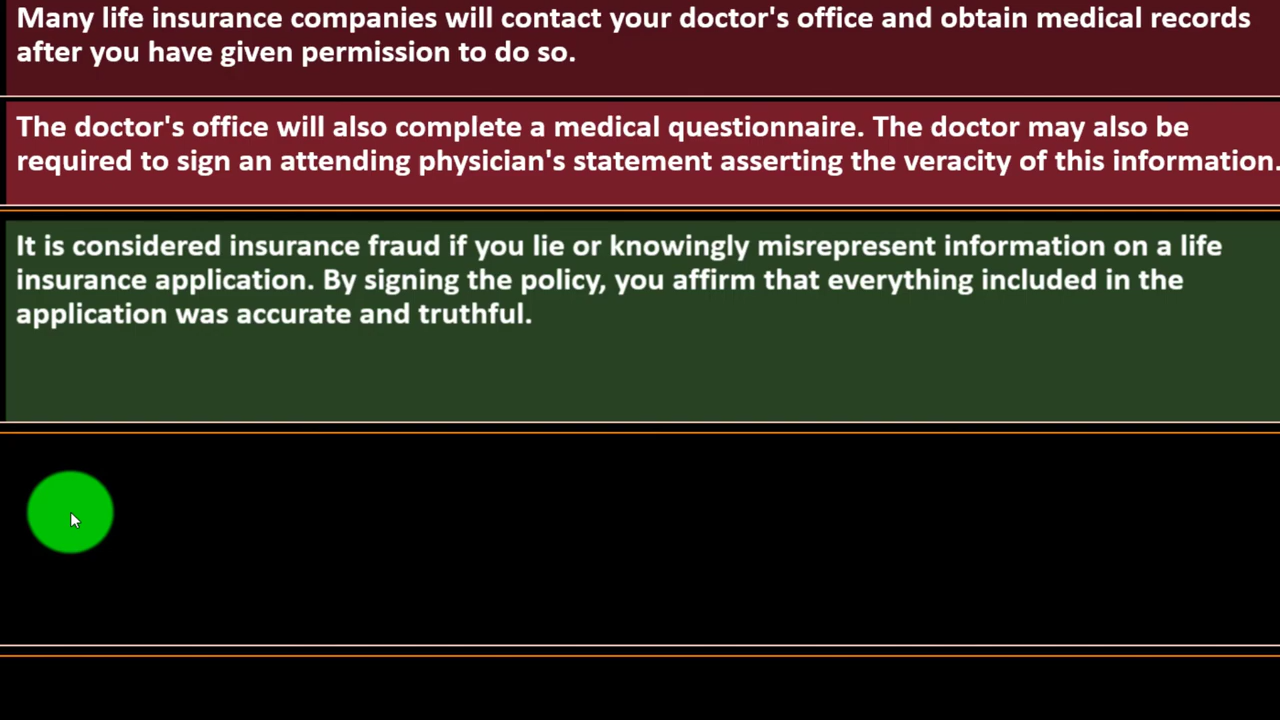 Many life insurance companies will contact your doctor's office and obtain medical records
after you have given permission to do so.
The doctor's office will also complete a medical questionnaire. The doctor may also be
required to sign an attending physician's statement asserting the veracity of this information.
It is considered insurance fraud if you lie or knowingly misrepresent information on a life
insurance application. By signing the policy, you affirm that everything included in the
application was accurate and truthful.